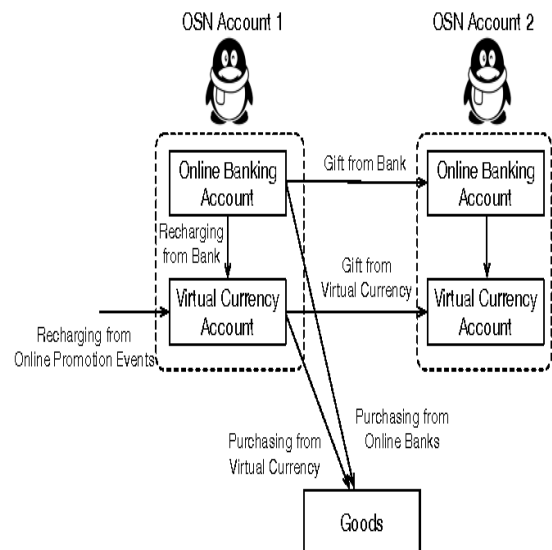 OSN Account 1
OSN Account 2
Online Banking
Account
Gift from Bank
Online Banking
Account
Recharging
from Bank
Gift from
Virtual Currency
Virtual Currency
Account
Virtual Currency
Account
Recharging from
Online Promotion Events
Purchasing from
Online Banks
Purchasing from
Virtual Currency
Goods